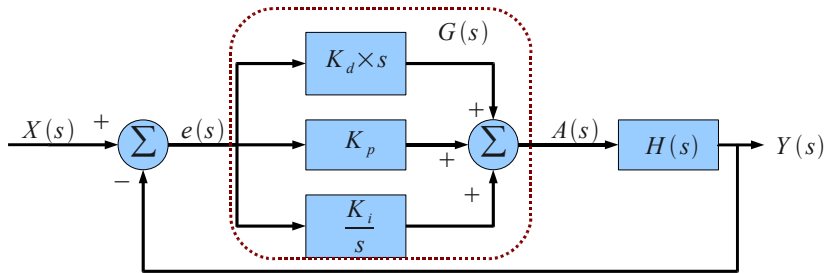 G(s)
K_d×s
X(s)
+
Σ
−
e(s)
K_p
+
+
+
Σ
A(s)
H(s)
Y(s)
K_i
s